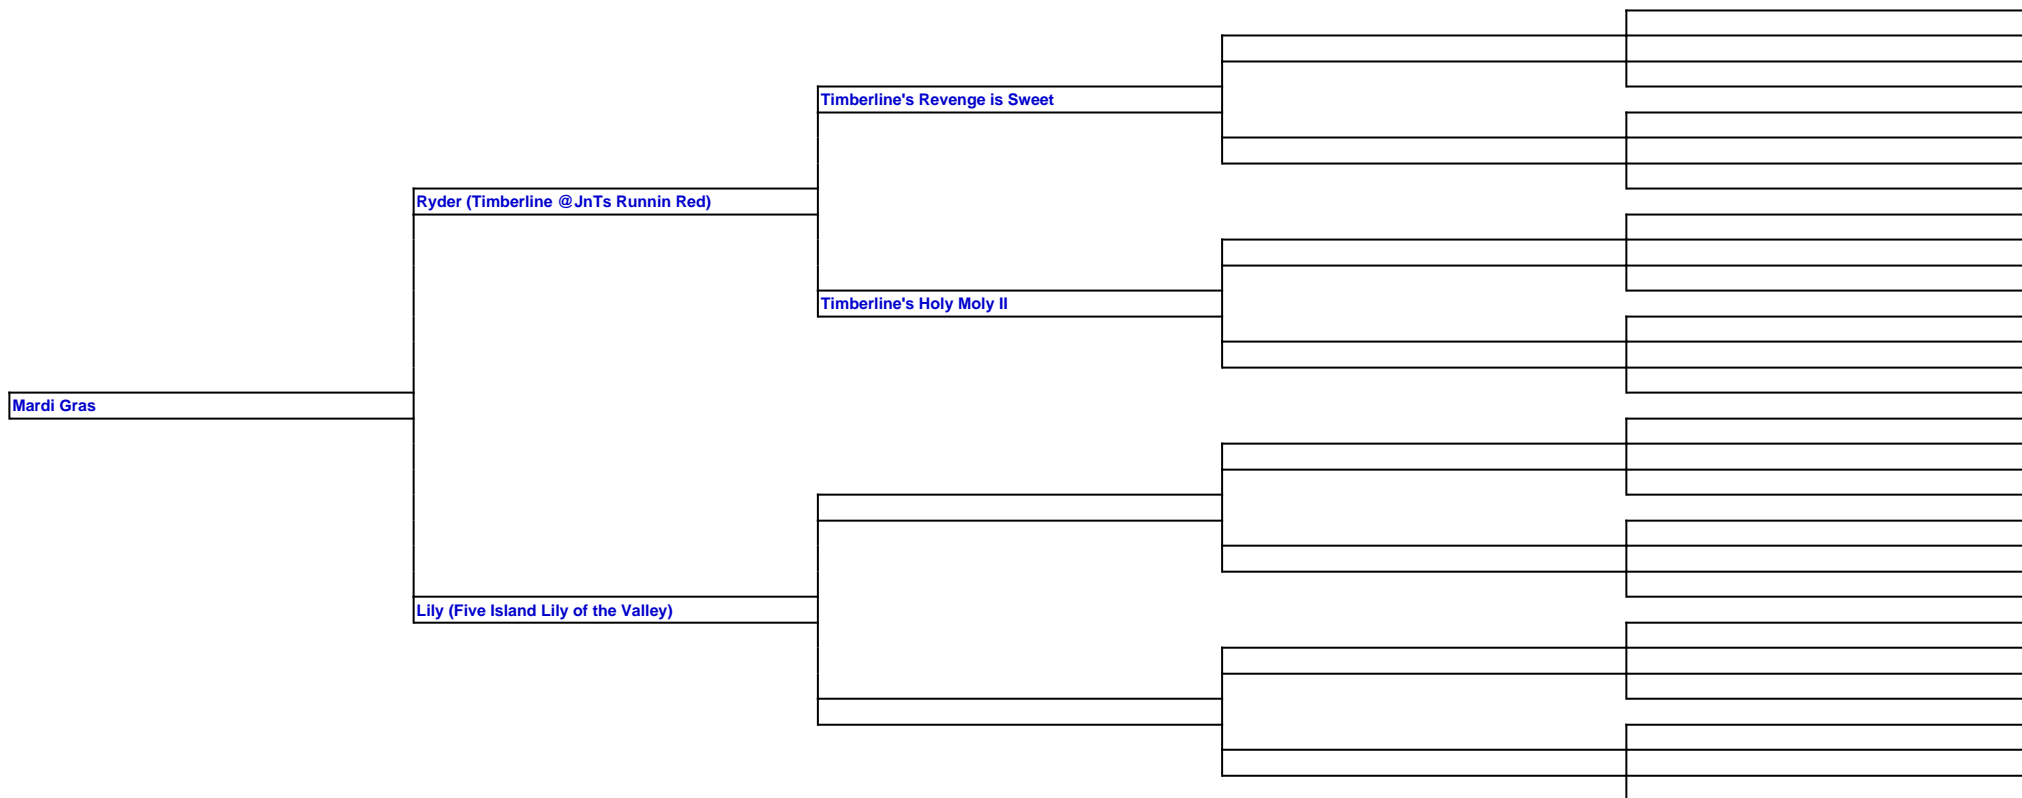 Timberline's Revenge is Sweet
Ryder (Timberline @JnTs Runnin Red)
Timberline's Holy Moly II
Mardi Gras
Lily (Five Island Lily of the Valley)